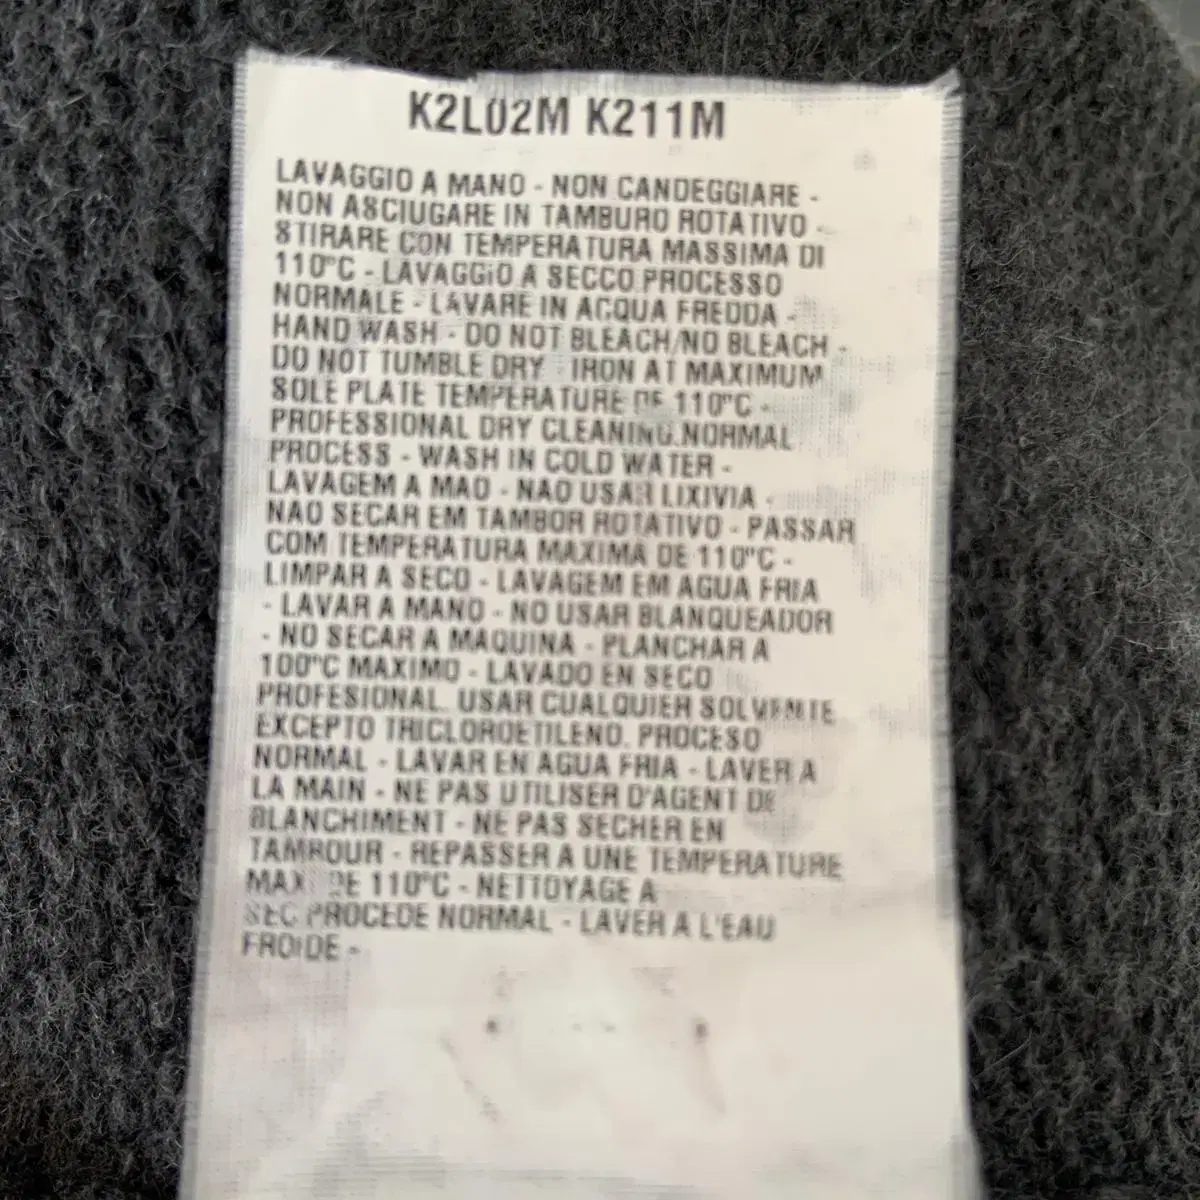 K2L02M K211M
LAVAGGIO A MANO - NON CANDEGGIARE -
NON ASCIUGARE IN TAMBURO ROTATIVO -
STIRARE CON TEMPERATURA MASSIMA DI
110°C - LAVAGGIO A SECCO PROCESSO
NORMALE - LAVARE IN ACQUA FREDDA -
HAND WASH - DO NOT BLEACH/NO BLEACH -
DO NOT TUMBLE DRY - IRON AT MAXIMUM
SOLE PLATE TEMPERATURE OF 110°C -
PROFESSIONAL DRY CLEANING.NORMAL
PROCESS - WASH IN COLD WATER -
LAVAGEM A MAO - NAO USAR LIXIVIA -
NAO SECAR EM TAMBOR ROTATIVO - PASSAR
COM TEMPERATURA MAXIMA DE 110°C -
LIMPAR A SECO - LAVAGEM EM AGUA FRIA
- LAVAR A MANO - NO USAR BLANQUEADOR
- NO SECAR A MAQUINA - PLANCHAR A
100°C MAXIMO - LAVADO EN SECO
PROFESIONAL. USAR CUALQUIER SOLVENTE
EXCEPTO TRICLOROETILENO. PROCESO
NORMAL - LAVAR EN AGUA FRIA - LAVER A
LA MAIN - NE PAS UTILISER D'AGENT DE
BLANCHIMENT - NE PAS SECHER EN
TAMBOUR - REPASSER A UNE TEMPERATURE
MAX DE 110°C - NETTOYAGE A
SEC PROCEDE NORMAL - LAVER A L'EAU
FROIDE -